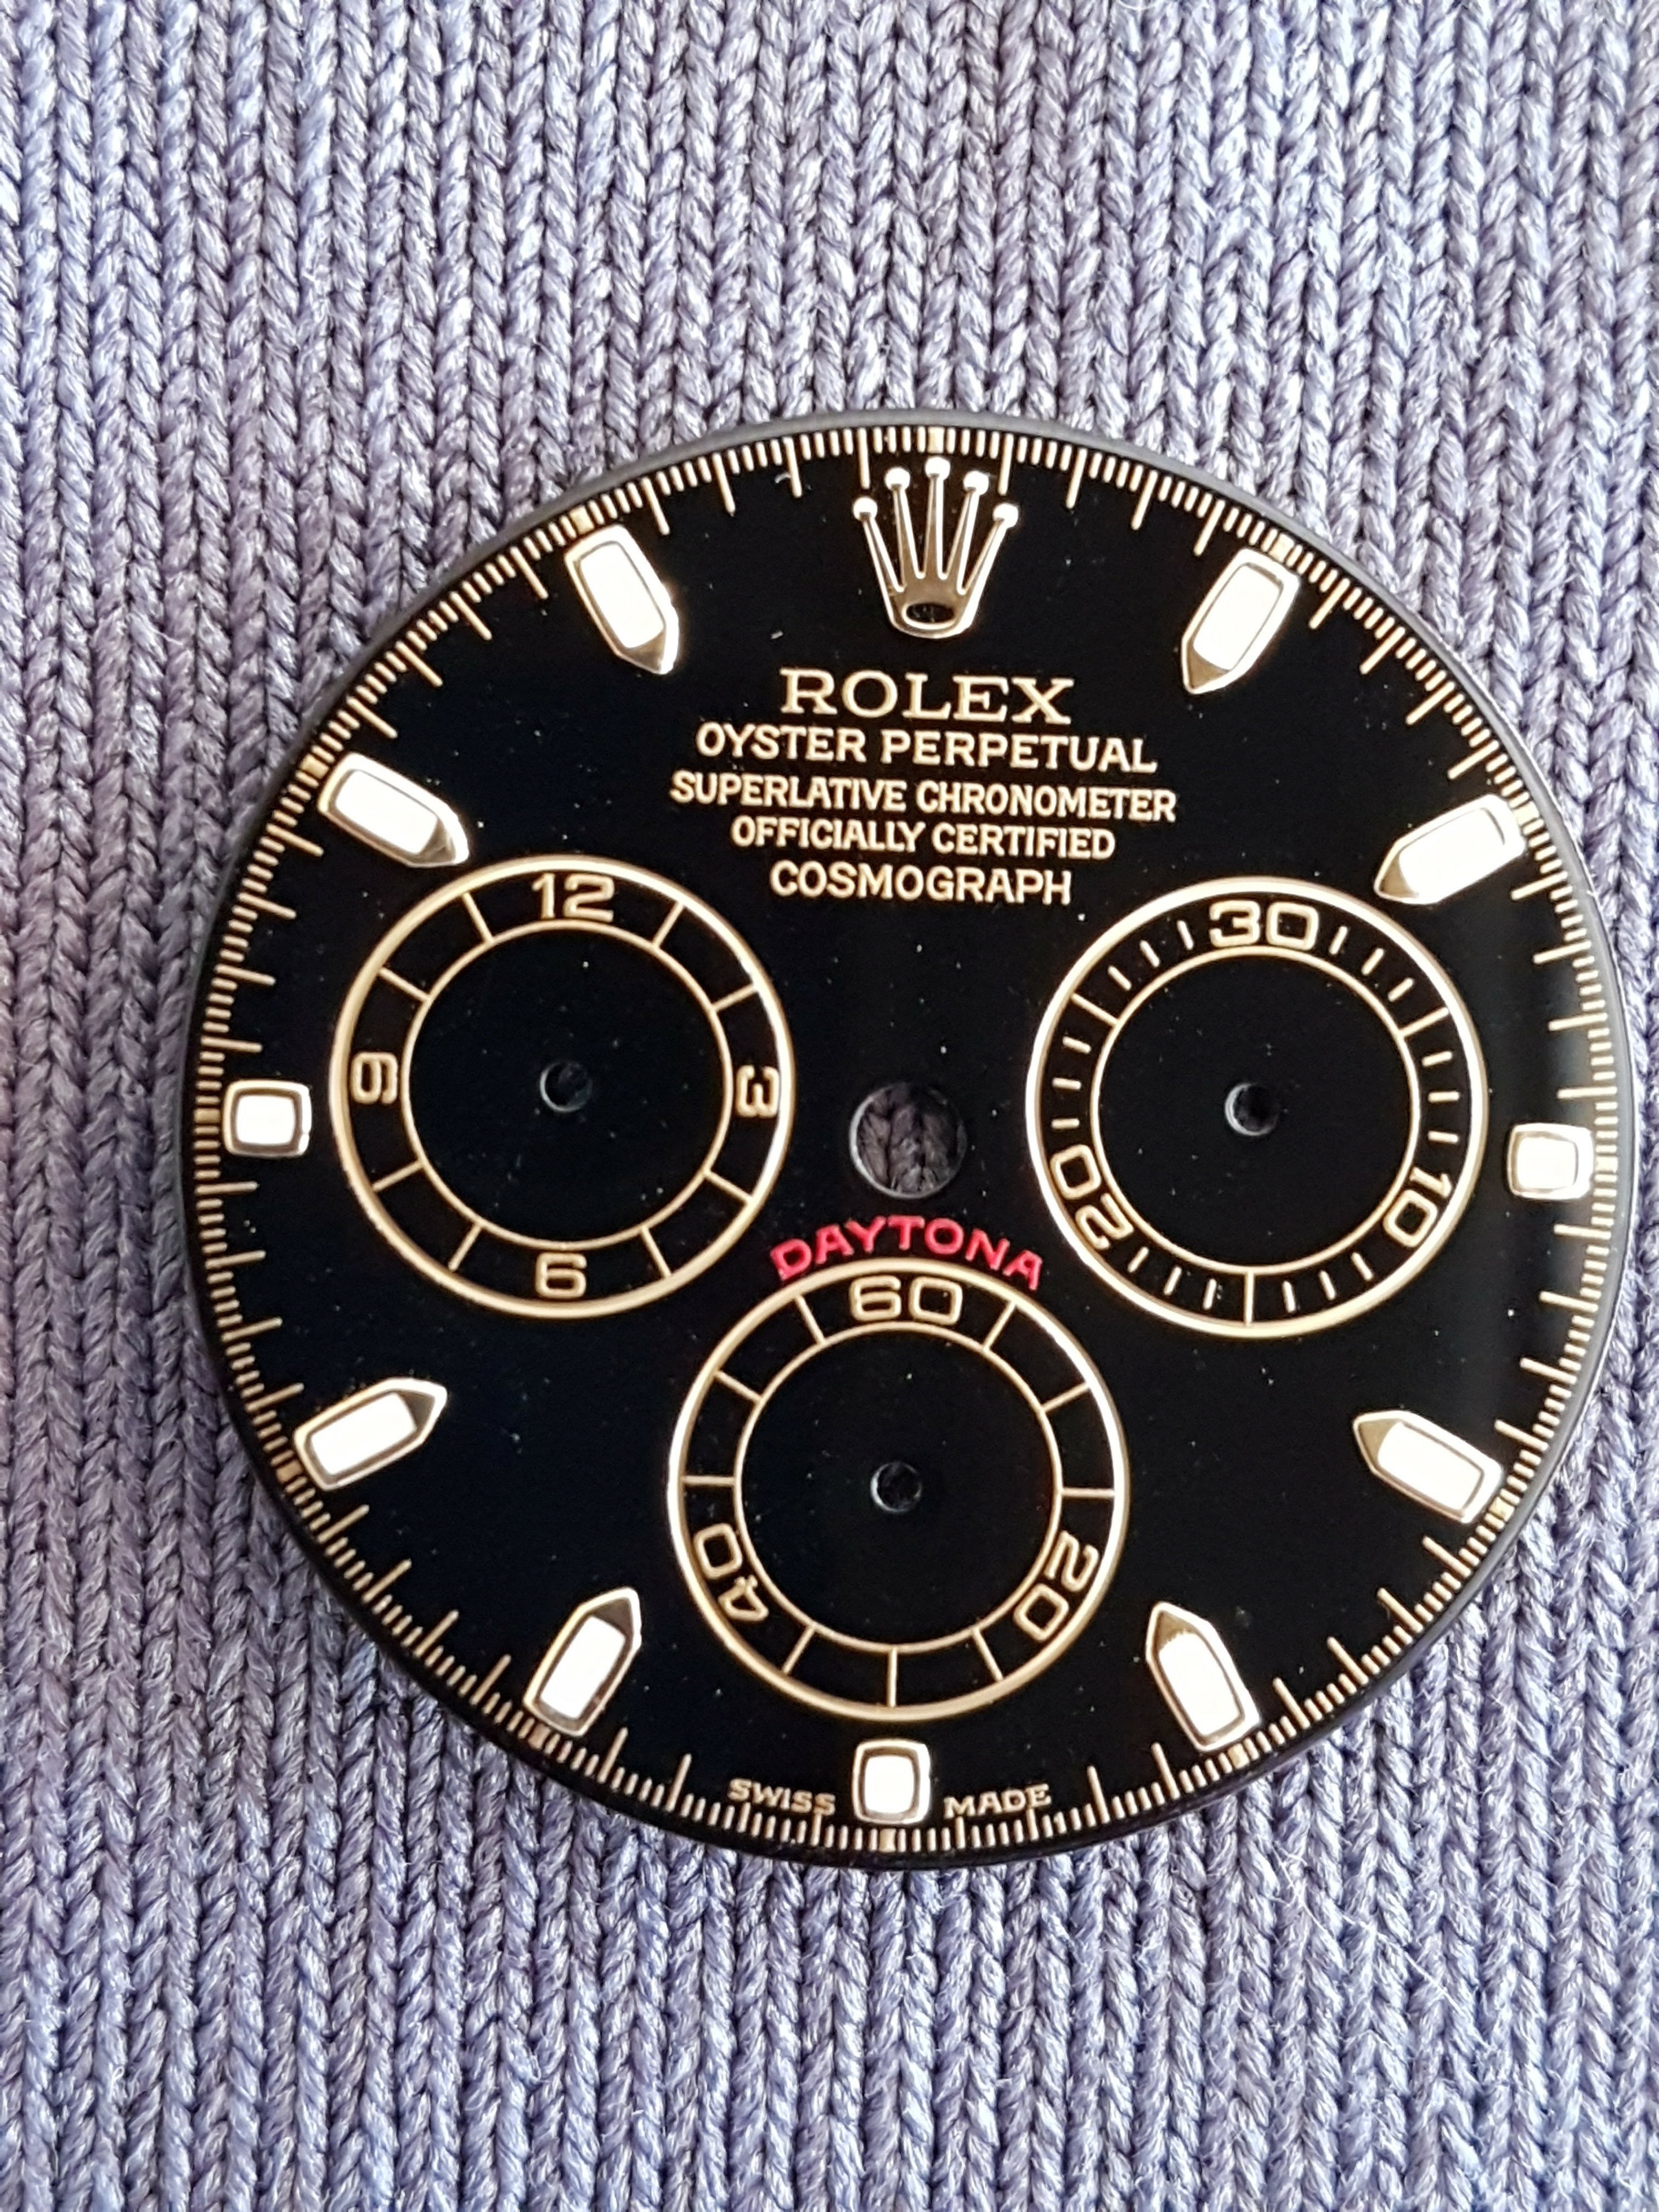 ROLEX
OYSTER PERPETUAL
SUPERLATIVE CHRONOMETER
OFFICIALLY CERTIFIED
COSMOGRAPH
12
3
6
9
30
10
20
DAYTONA
60
20
40
SWISS MADE